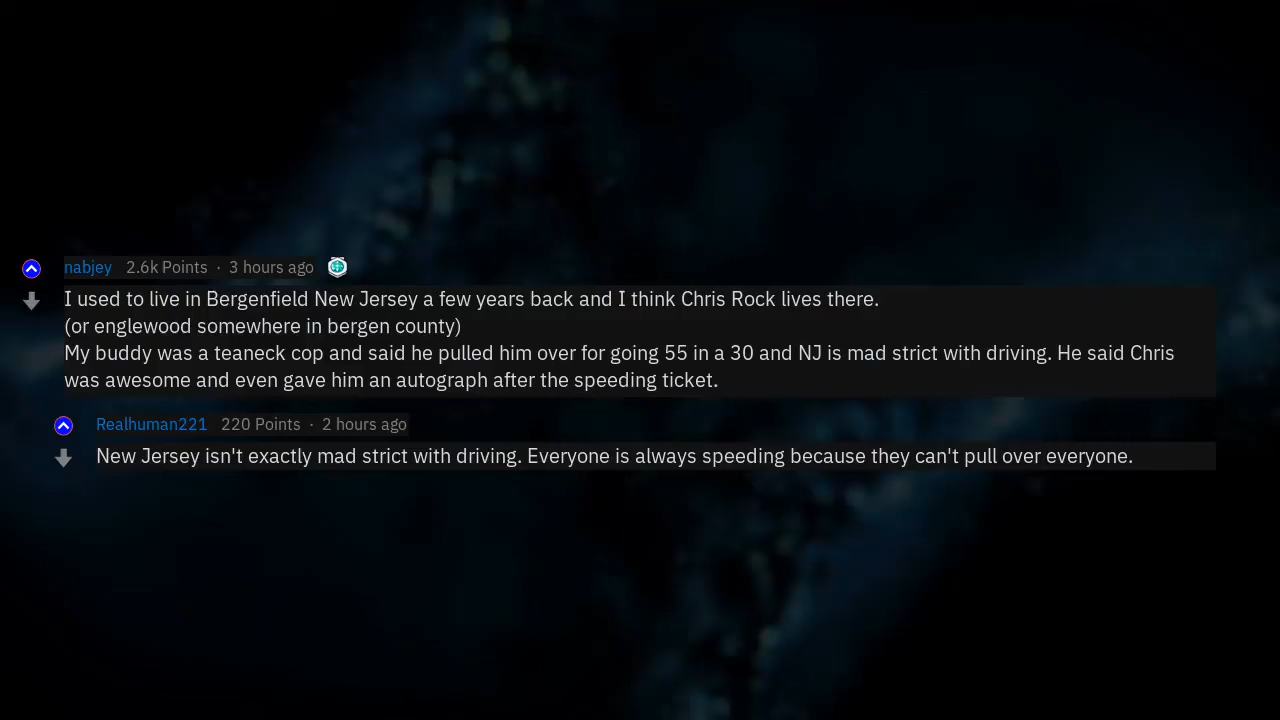 nabjey 2.6k Points · 3 hours ago
I used to live in Bergenfield New Jersey a few years back and I think Chris Rock lives there.
(or englewood somewhere in bergen county)
My buddy was a teaneck cop and said he pulled him over for going 55 in a 30 and NJ is mad strict with driving. He said Chris
was awesome and even gave him an autograph after the speeding ticket.
Realhuman221 220 Points · 2 hours ago
New Jersey isn't exactly mad strict with driving. Everyone is always speeding because they can't pull over everyone.